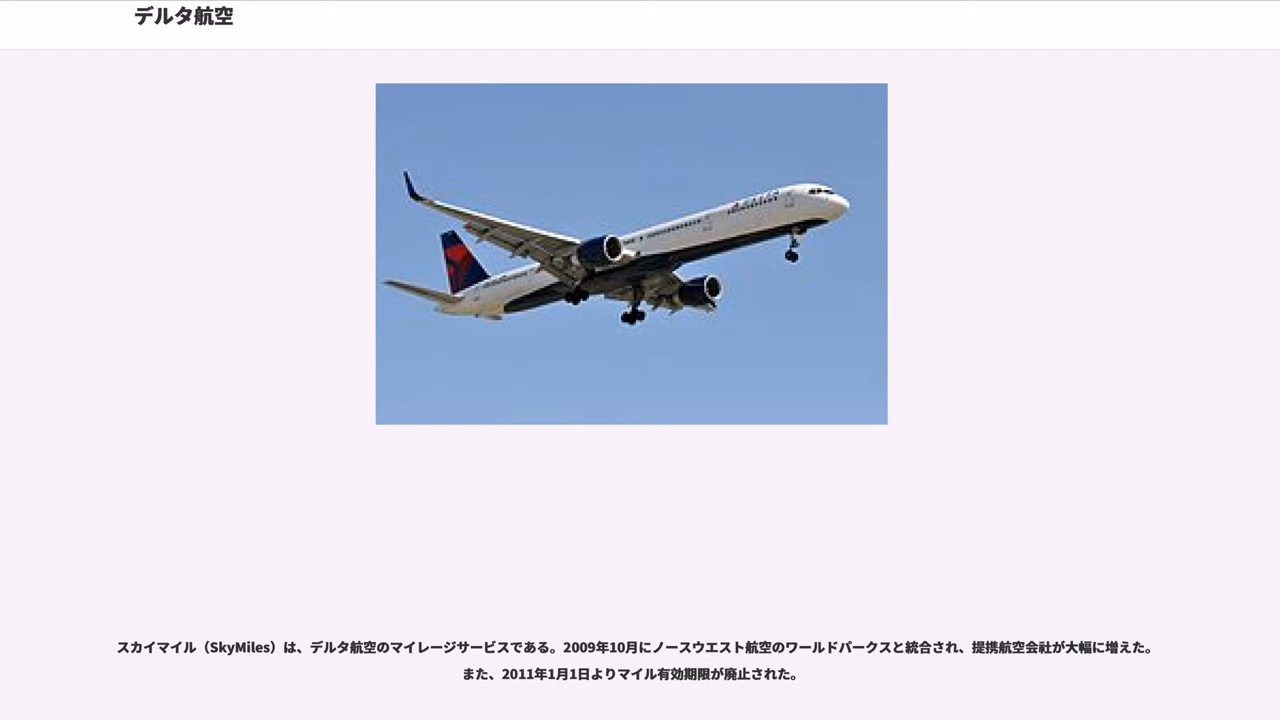 デルタ航空
スカイマイル（SkyMiles）は、デルタ航空のマイレージサービスである。2009年10月にノースウエスト航空のワールドパークスと統合され、提携航空会社が大幅に増えた。
また、2011年1月1日よりマイル有効期限が廃止された。